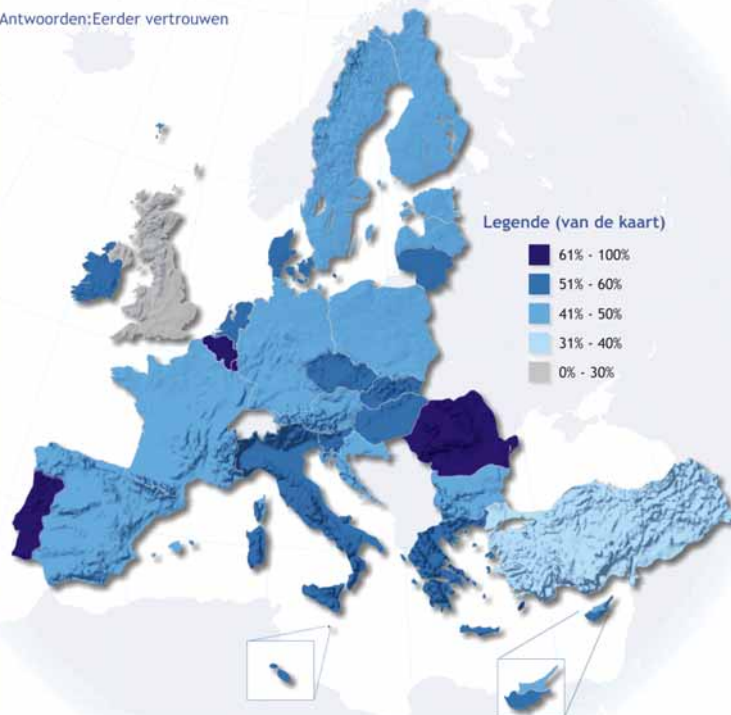 Antwoorden:Eerder vertrouwen
Legende (van de kaart)
61% - 100%
51% - 60%
41% - 50%
31% - 40%
0% - 30%